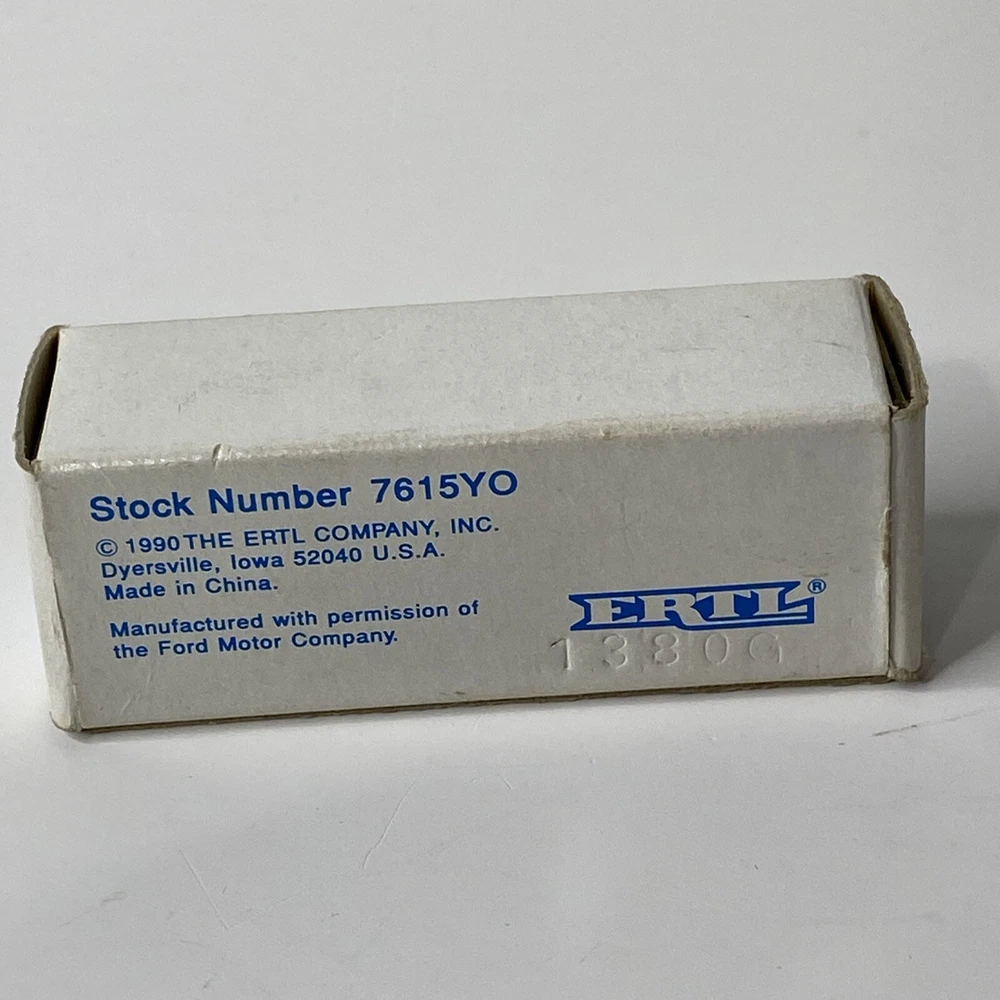 Stock Number 7615YO
© 1990 THE ERTL COMPANY, INC.
Dyersville, Iowa 52040 U.S.A.
Made in China.
Manufactured with permission of
the Ford Motor Company.
ERTL®
1380G